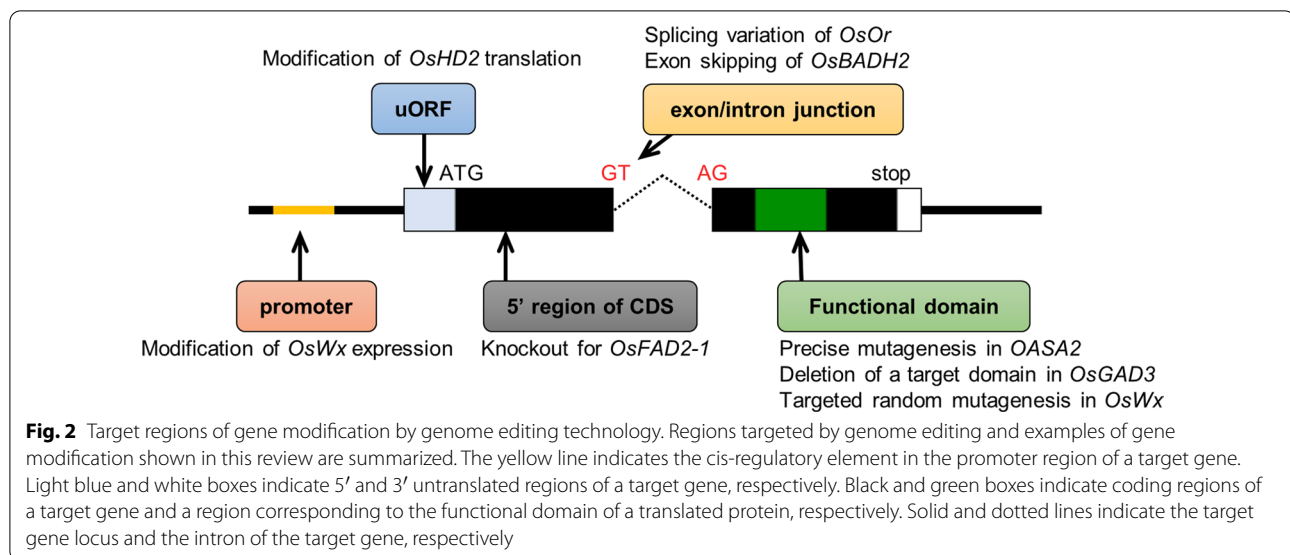 Splicing variation of OsOr
Exon skipping of OsBADH2
Modification of OsHD2 translation
uORF
exon/intron junction
ATG
GT
AG
stop
promoter
5' region of CDS
Functional domain
Modification of OsWx expression
Knockout for OsFAD2-1
Precise mutagenesis in OASA2
Deletion of a target domain in OsGAD3
Targeted random mutagenesis in OsWx
Fig. 2 Target regions of gene modification by genome editing technology. Regions targeted by genome editing and examples of gene
modification shown in this review are summarized. The yellow line indicates the cis-regulatory element in the promoter region of a target gene.
Light blue and white boxes indicate 5′ and 3′ untranslated regions of a target gene, respectively. Black and green boxes indicate coding regions of
a target gene and a region corresponding to the functional domain of a translated protein, respectively. Solid and dotted lines indicate the target
gene locus and the intron of the target gene, respectively